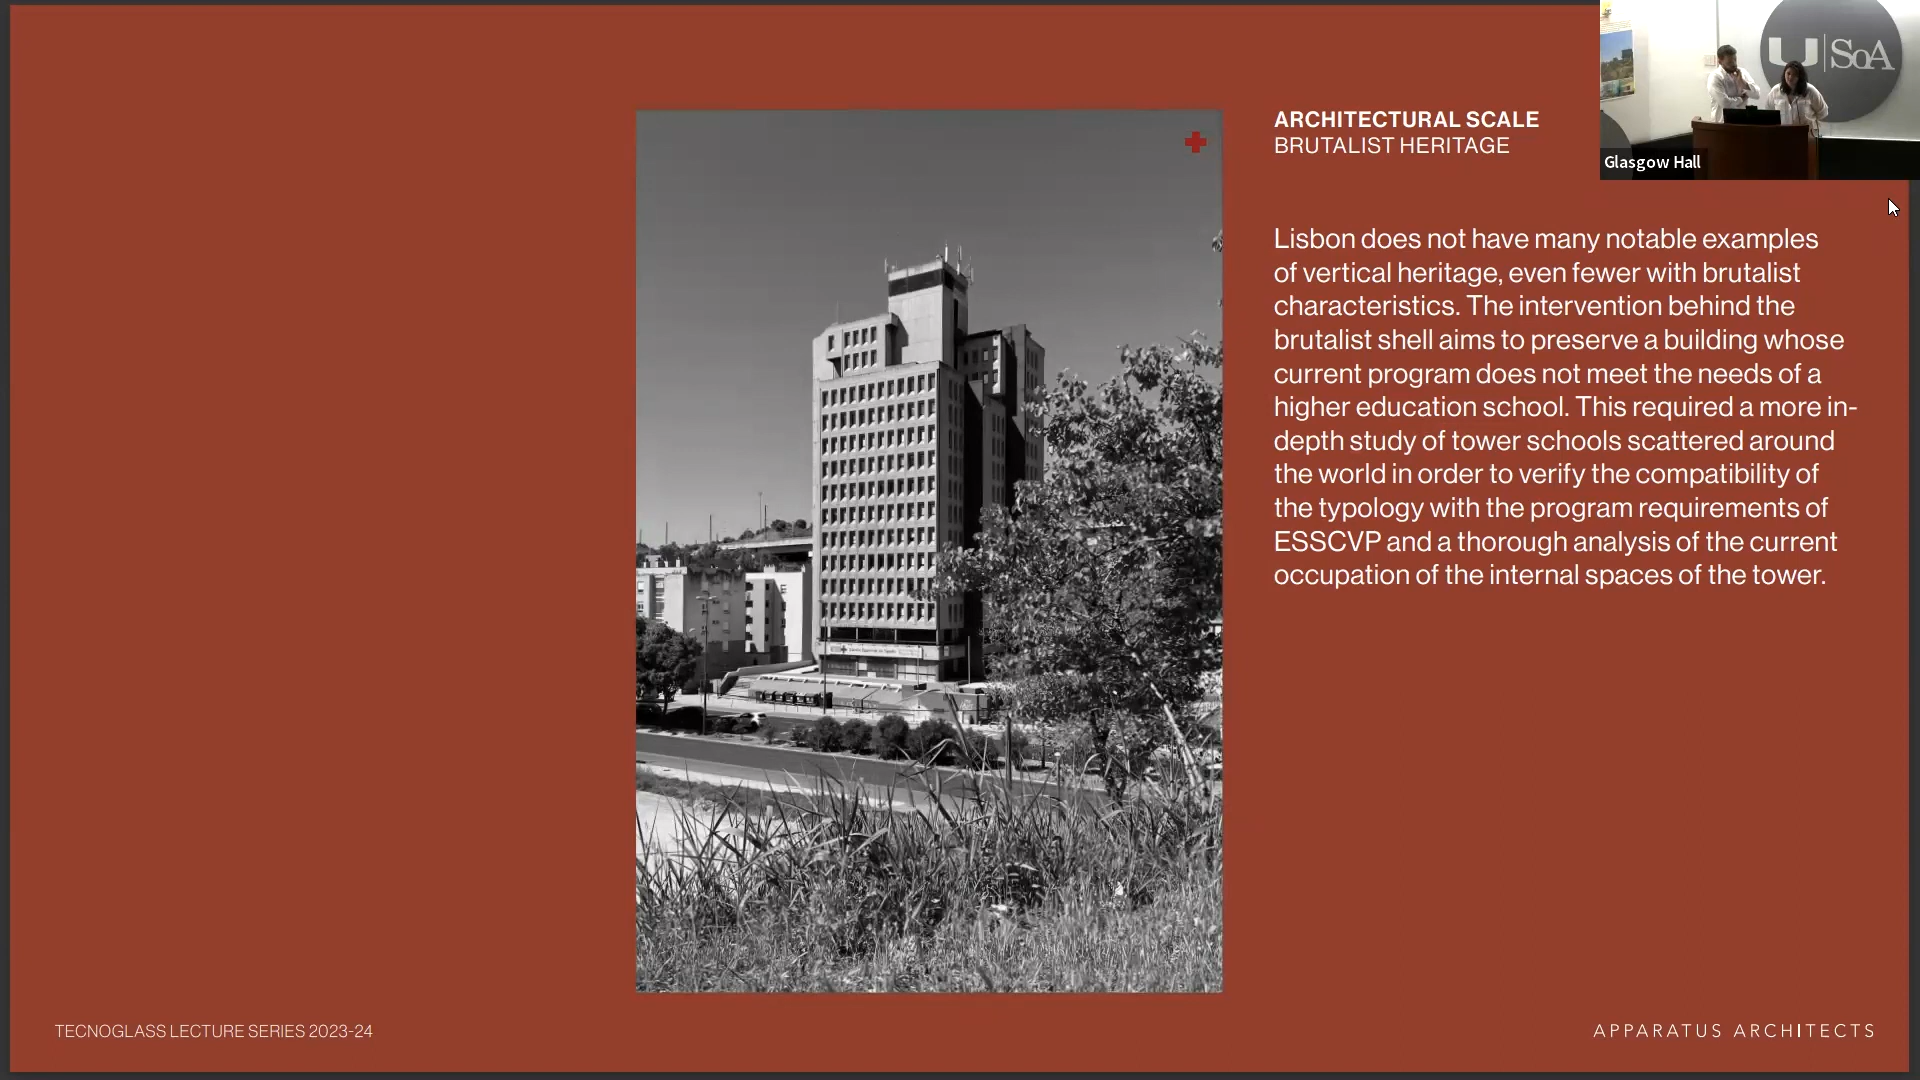 ARCHITECTURAL SCALE
BRUTALIST HERITAGE
U|SoA
Glasgow Hall
Lisbon does not have many notable examples
of vertical heritage, even fewer with brutalist
characteristics. The intervention behind the
brutalist shell aims to preserve a building whose
current program does not meet the needs of a
higher education school. This required a more in-
depth study of tower schools scattered around
the world in order to verify the compatibility of
the typology with the program requirements of
ESSCVP and a thorough analysis of the current
occupation of the internal spaces of the tower.
TECNOGLASS LECTURE SERIES 2023-24
APPARATUS ARCHITECTS